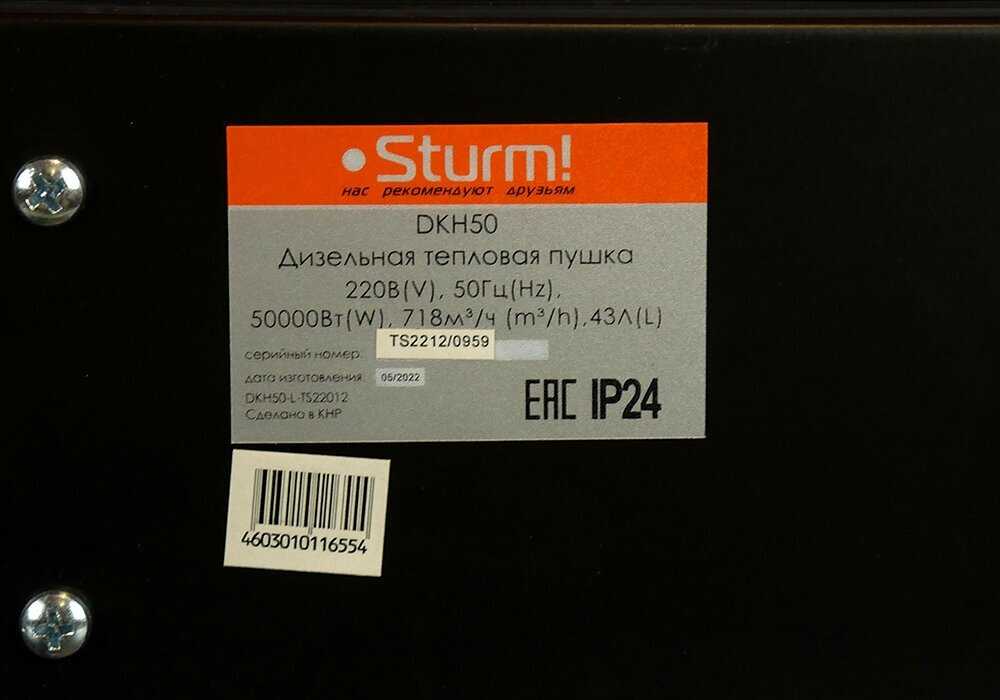 Sturm!
нас рекомендуют друзьям
DKH50
Дизельная тепловая пушка
220В(V), 50Гц(Hz),
50000Вт(W), 718м³/ч (m³/h),43Л(L)
серийный номер: TS2212/0959
дата изготовления: 05/2022
DKH50-L-TS22012
Сделано в КНР
EAC IP24
4603010116554